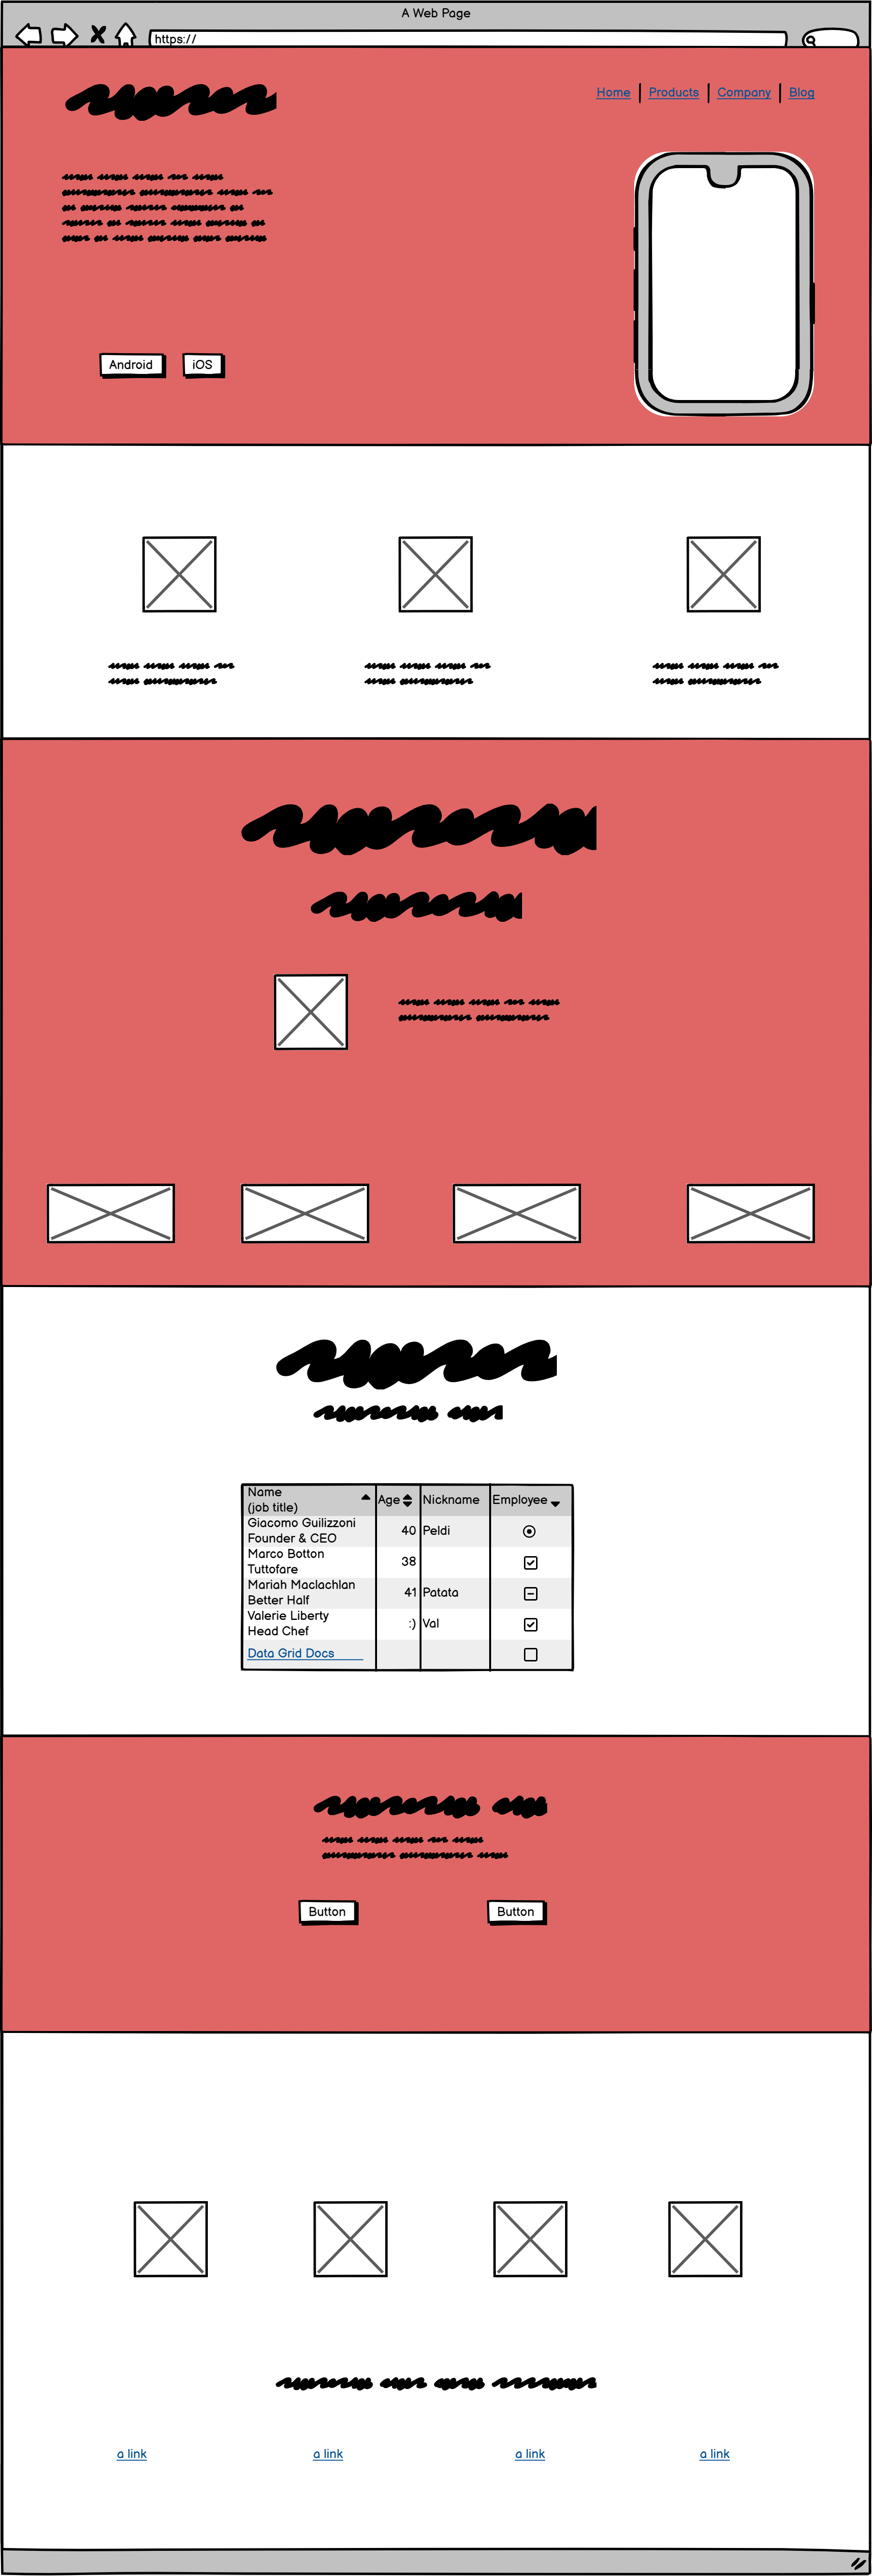 A Web Page
https://
Home Products Company Blog
Android iOS
Name
(job title) Age Nickname Employee
Giacomo Guilizzoni
Founder & CEO 40 Peldi
Marco Botton
Tuttofare 38
Mariah Maclachlan
Better Half 41 Patata
Valerie Liberty
Head Chef :) Val
Data Grid Docs
Button Button
a link a link a link a link